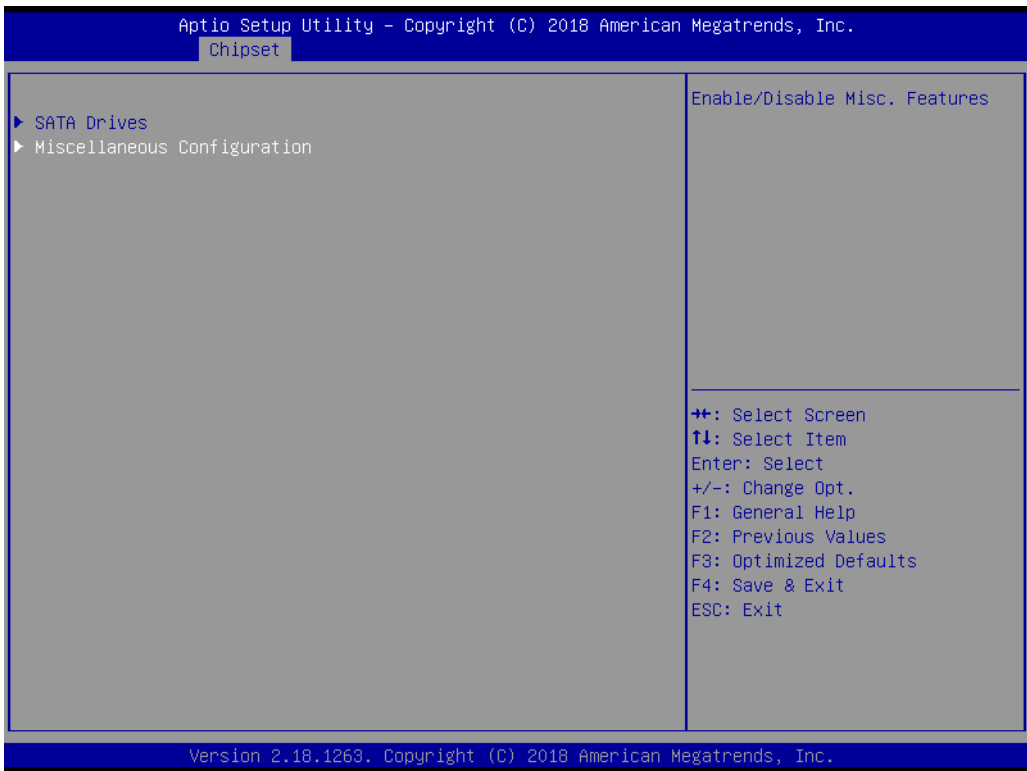 Aptio Setup Utility – Copyright (C) 2018 American Megatrends, Inc.
Chipset
SATA Drives
Miscellaneous Configuration
Enable/Disable Misc. Features
→←: Select Screen
↑↓: Select Item
Enter: Select
+/-: Change Opt.
F1: General Help
F2: Previous Values
F3: Optimized Defaults
F4: Save & Exit
ESC: Exit
Version 2.18.1263. Copyright (C) 2018 American Megatrends, Inc.